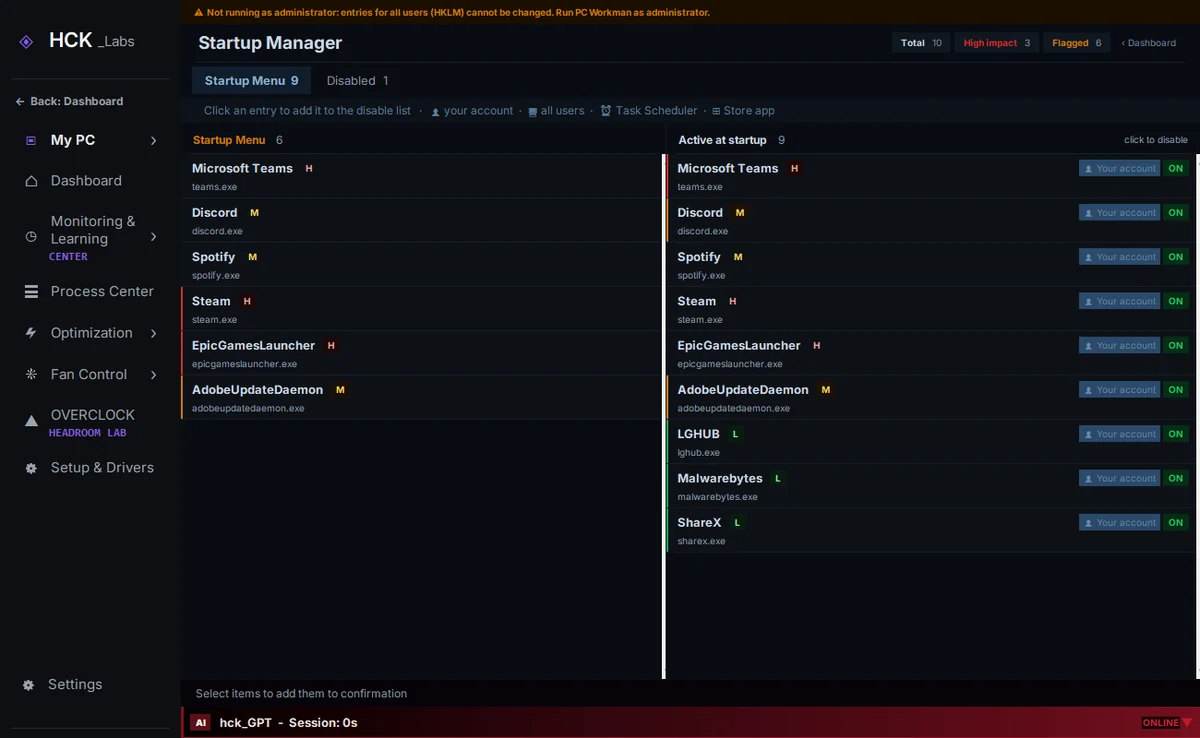 ⚠ Not running as administrator: entries for all users (HKLM) cannot be changed. Run PC Workman as administrator.
HCK _Labs
Startup Manager
Total 10
High impact 3
Flagged 6
‹ Dashboard
Startup Menu 9
Disabled 1
← Back: Dashboard
Click an entry to add it to the disable list · your account · all users · Task Scheduler · Store app
My PC
Dashboard
Monitoring &
Learning
CENTER
Process Center
Optimization
Fan Control
OVERCLOCK
HEADROOM LAB
Setup & Drivers
Settings
Startup Menu 6
Microsoft Teams H
teams.exe
Discord M
discord.exe
Spotify M
spotify.exe
Steam H
steam.exe
EpicGamesLauncher H
epicgameslauncher.exe
AdobeUpdateDaemon M
adobeupdatedaemon.exe
Active at startup 9
click to disable
Microsoft Teams H Your account ON
teams.exe
Discord M Your account ON
discord.exe
Spotify M Your account ON
spotify.exe
Steam H Your account ON
steam.exe
EpicGamesLauncher H Your account ON
epicgameslauncher.exe
AdobeUpdateDaemon M Your account ON
adobeupdatedaemon.exe
LGHUB L Your account ON
lghub.exe
Malwarebytes L Your account ON
malwarebytes.exe
ShareX L Your account ON
sharex.exe
Select items to add them to confirmation
AI hck_GPT - Session: 0s
ONLINE